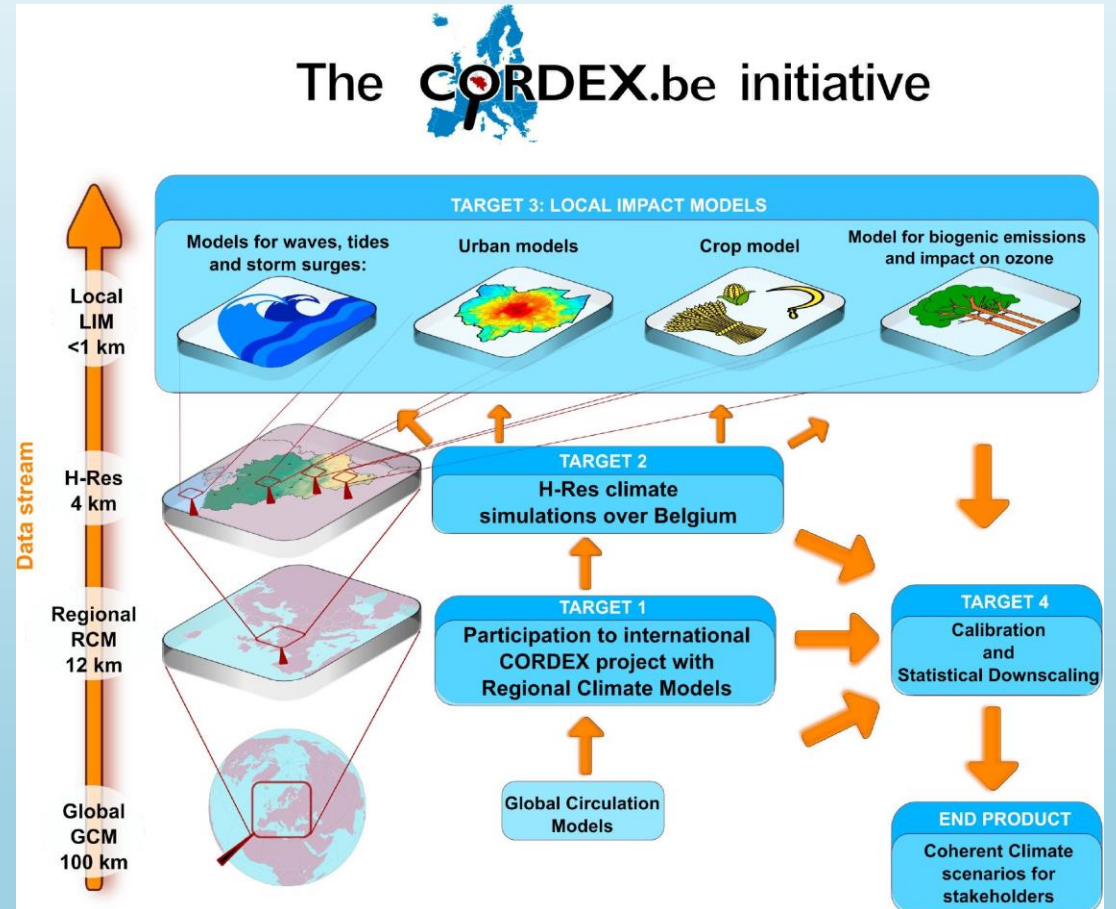 The CORDEX.be initiative
TARGET 3: LOCAL IMPACT MODELS
Models for waves, tides
and storm surges:
Urban models
Crop model
Model for biogenic emissions
and impact on ozone
Local
LIM
<1 km
H-Res
4 km
Regional
RCM
12 km
Global
GCM
100 km
Data stream
TARGET 2
H-Res climate
simulations over Belgium
TARGET 1
Participation to international
CORDEX project with
Regional Climate Models
Global Circulation
Models
TARGET 4
Calibration
and
Statistical Downscaling
END PRODUCT
Coherent Climate
scenarios for
stakeholders